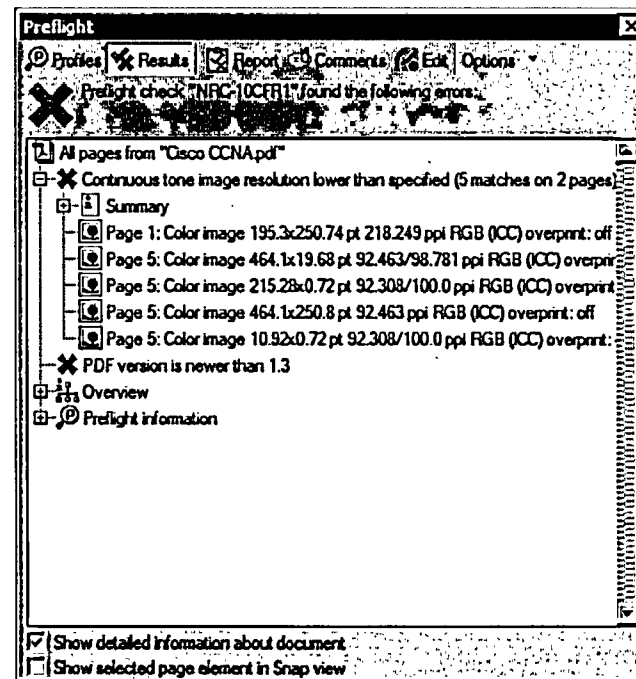 Preflight
Profiles Results Report Comments Edit Options
Preflight check "NRC-10CFR1" found the following errors:
All pages from "Cisco CCNA.pdf"
Continuous tone image resolution lower than specified (5 matches on 2 pages)
Summary
Page 1: Color image 195.3x250.74 pt 218.249 ppi RGB (ICC) overprint: off
Page 5: Color image 464.1x19.68 pt 92.463/98.781 ppi RGB (ICC) overprin
Page 5: Color image 215.28x0.72 pt 92.308/100.0 ppi RGB (ICC) overprint
Page 5: Color image 464.1x250.8 pt 92.463 ppi RGB (ICC) overprint: off
Page 5: Color image 10.92x0.72 pt 92.308/100.0 ppi RGB (ICC) overprint:
PDF version is newer than 1.3
Overview
Preflight information
Show detailed information about document
Show selected page element in Snap view